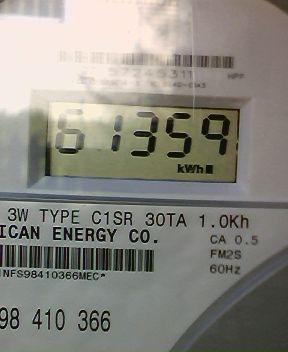 57245311
61359
kWh
3W TYPE C1SR 30TA 1.0Kh
ICAN ENERGY CO.
CA 0.5
FM2S
60Hz
NFS98410366MEC*
98 410 366